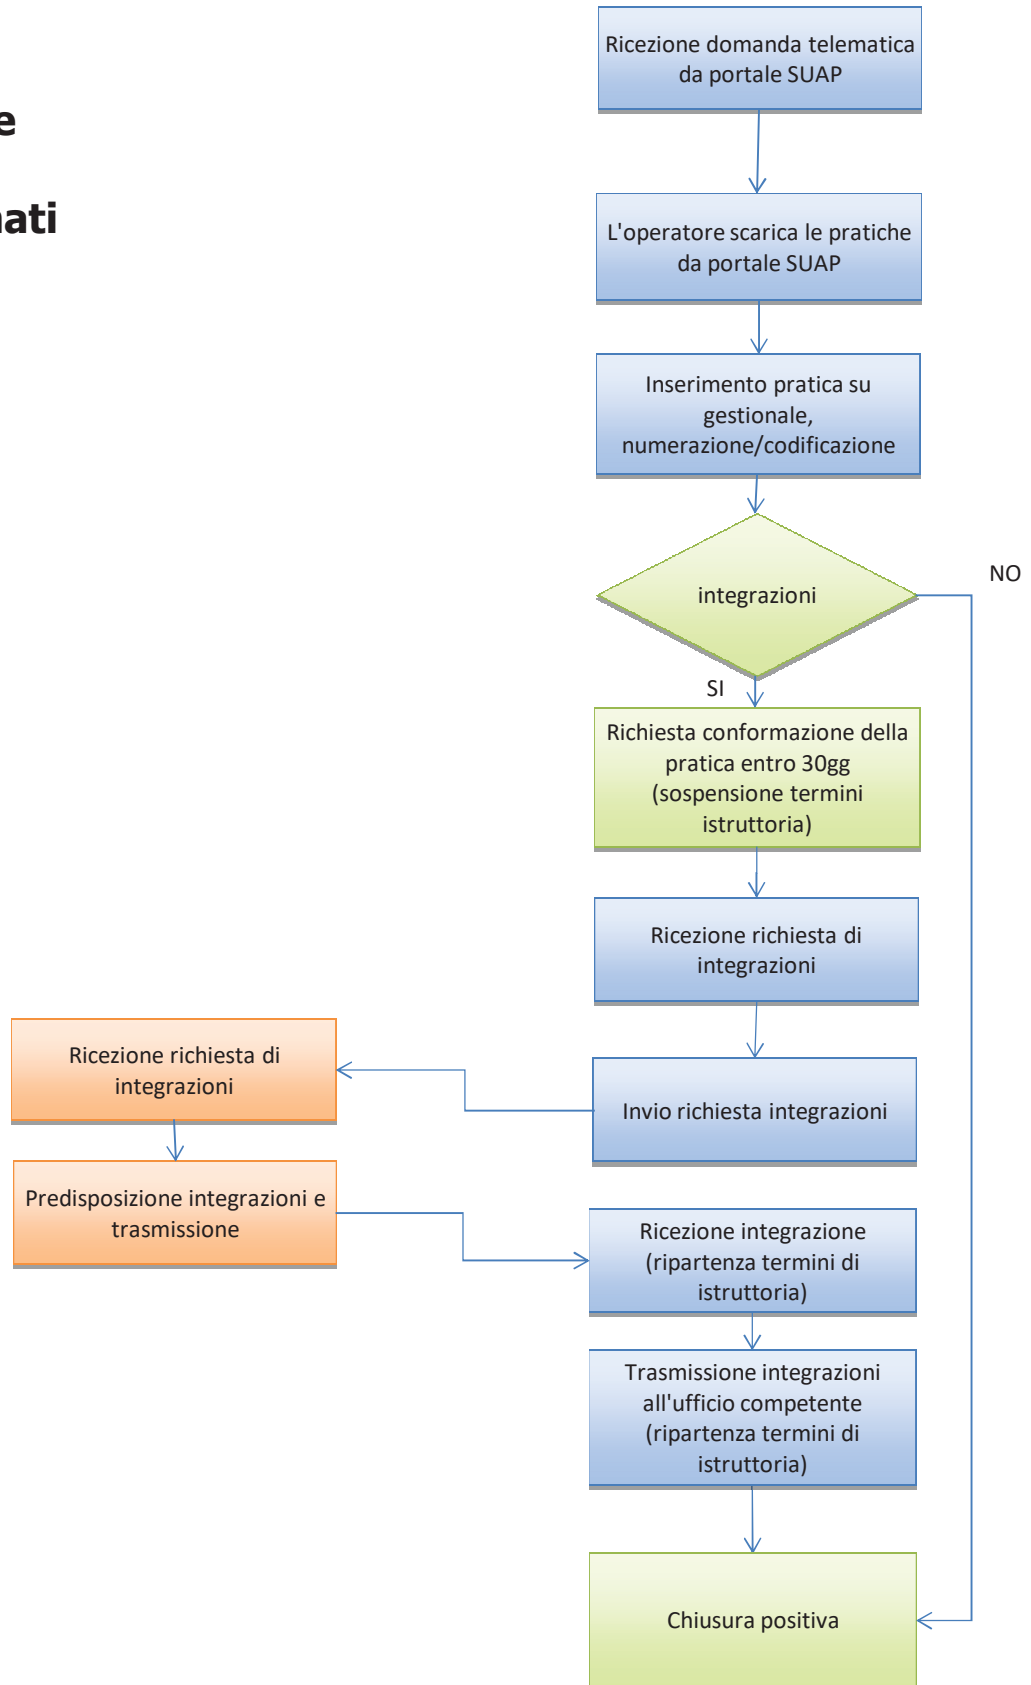 Ricezione domanda telematica
da portale SUAP
L'operatore scarica le pratiche
da portale SUAP
Inserimento pratica su
gestionale,
numerazione/codificazione
integrazioni
NO
SI
Richiesta conformazione della
pratica entro 30gg
(sospensione termini
istruttoria)
Ricezione richiesta di
integrazioni
Invio richiesta integrazioni
Ricezione richiesta di
integrazioni
Predisposizione integrazioni e
trasmissione
Ricezione integrazione
(ripartenza termini di
istruttoria)
Trasmissione integrazioni
all'ufficio competente
(ripartenza termini di
istruttoria)
Chiusura positiva